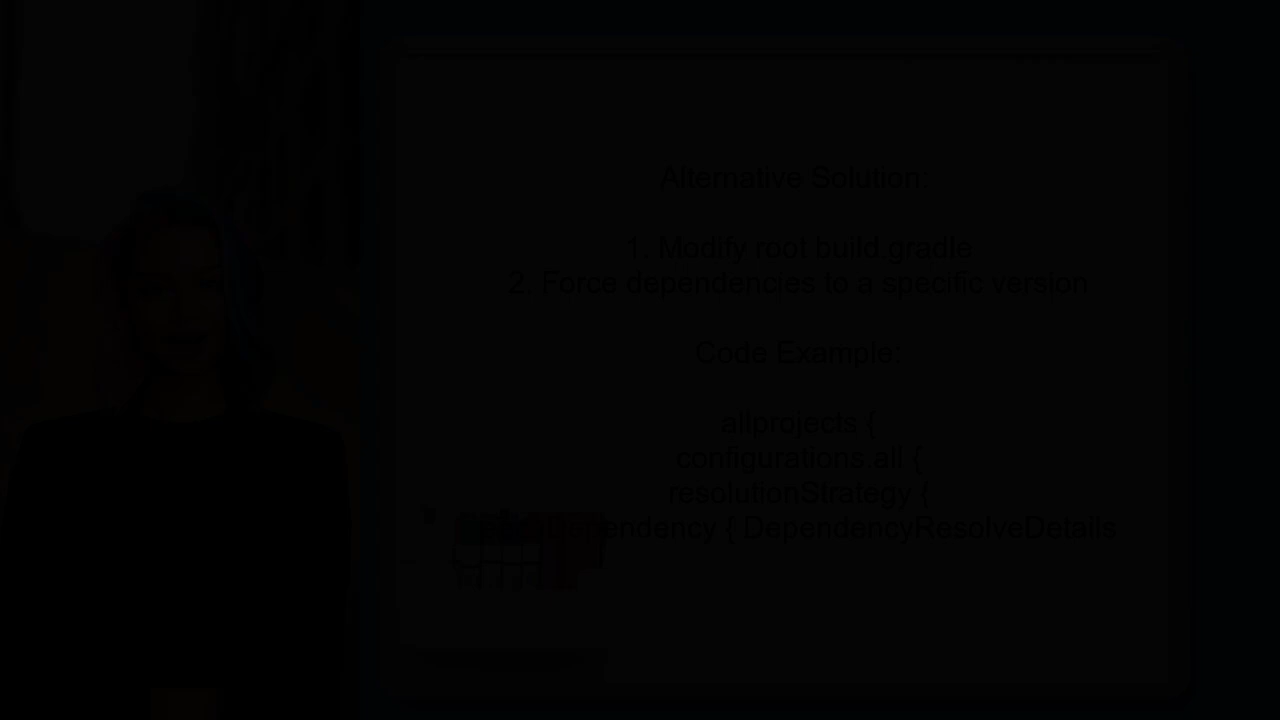 Alternative Solution:
1. Modify root build.gradle
2. Force dependencies to a specific version
Code Example:
allprojects {
configurations.all {
resolutionStrategy {
{ DependencyResolveDetails